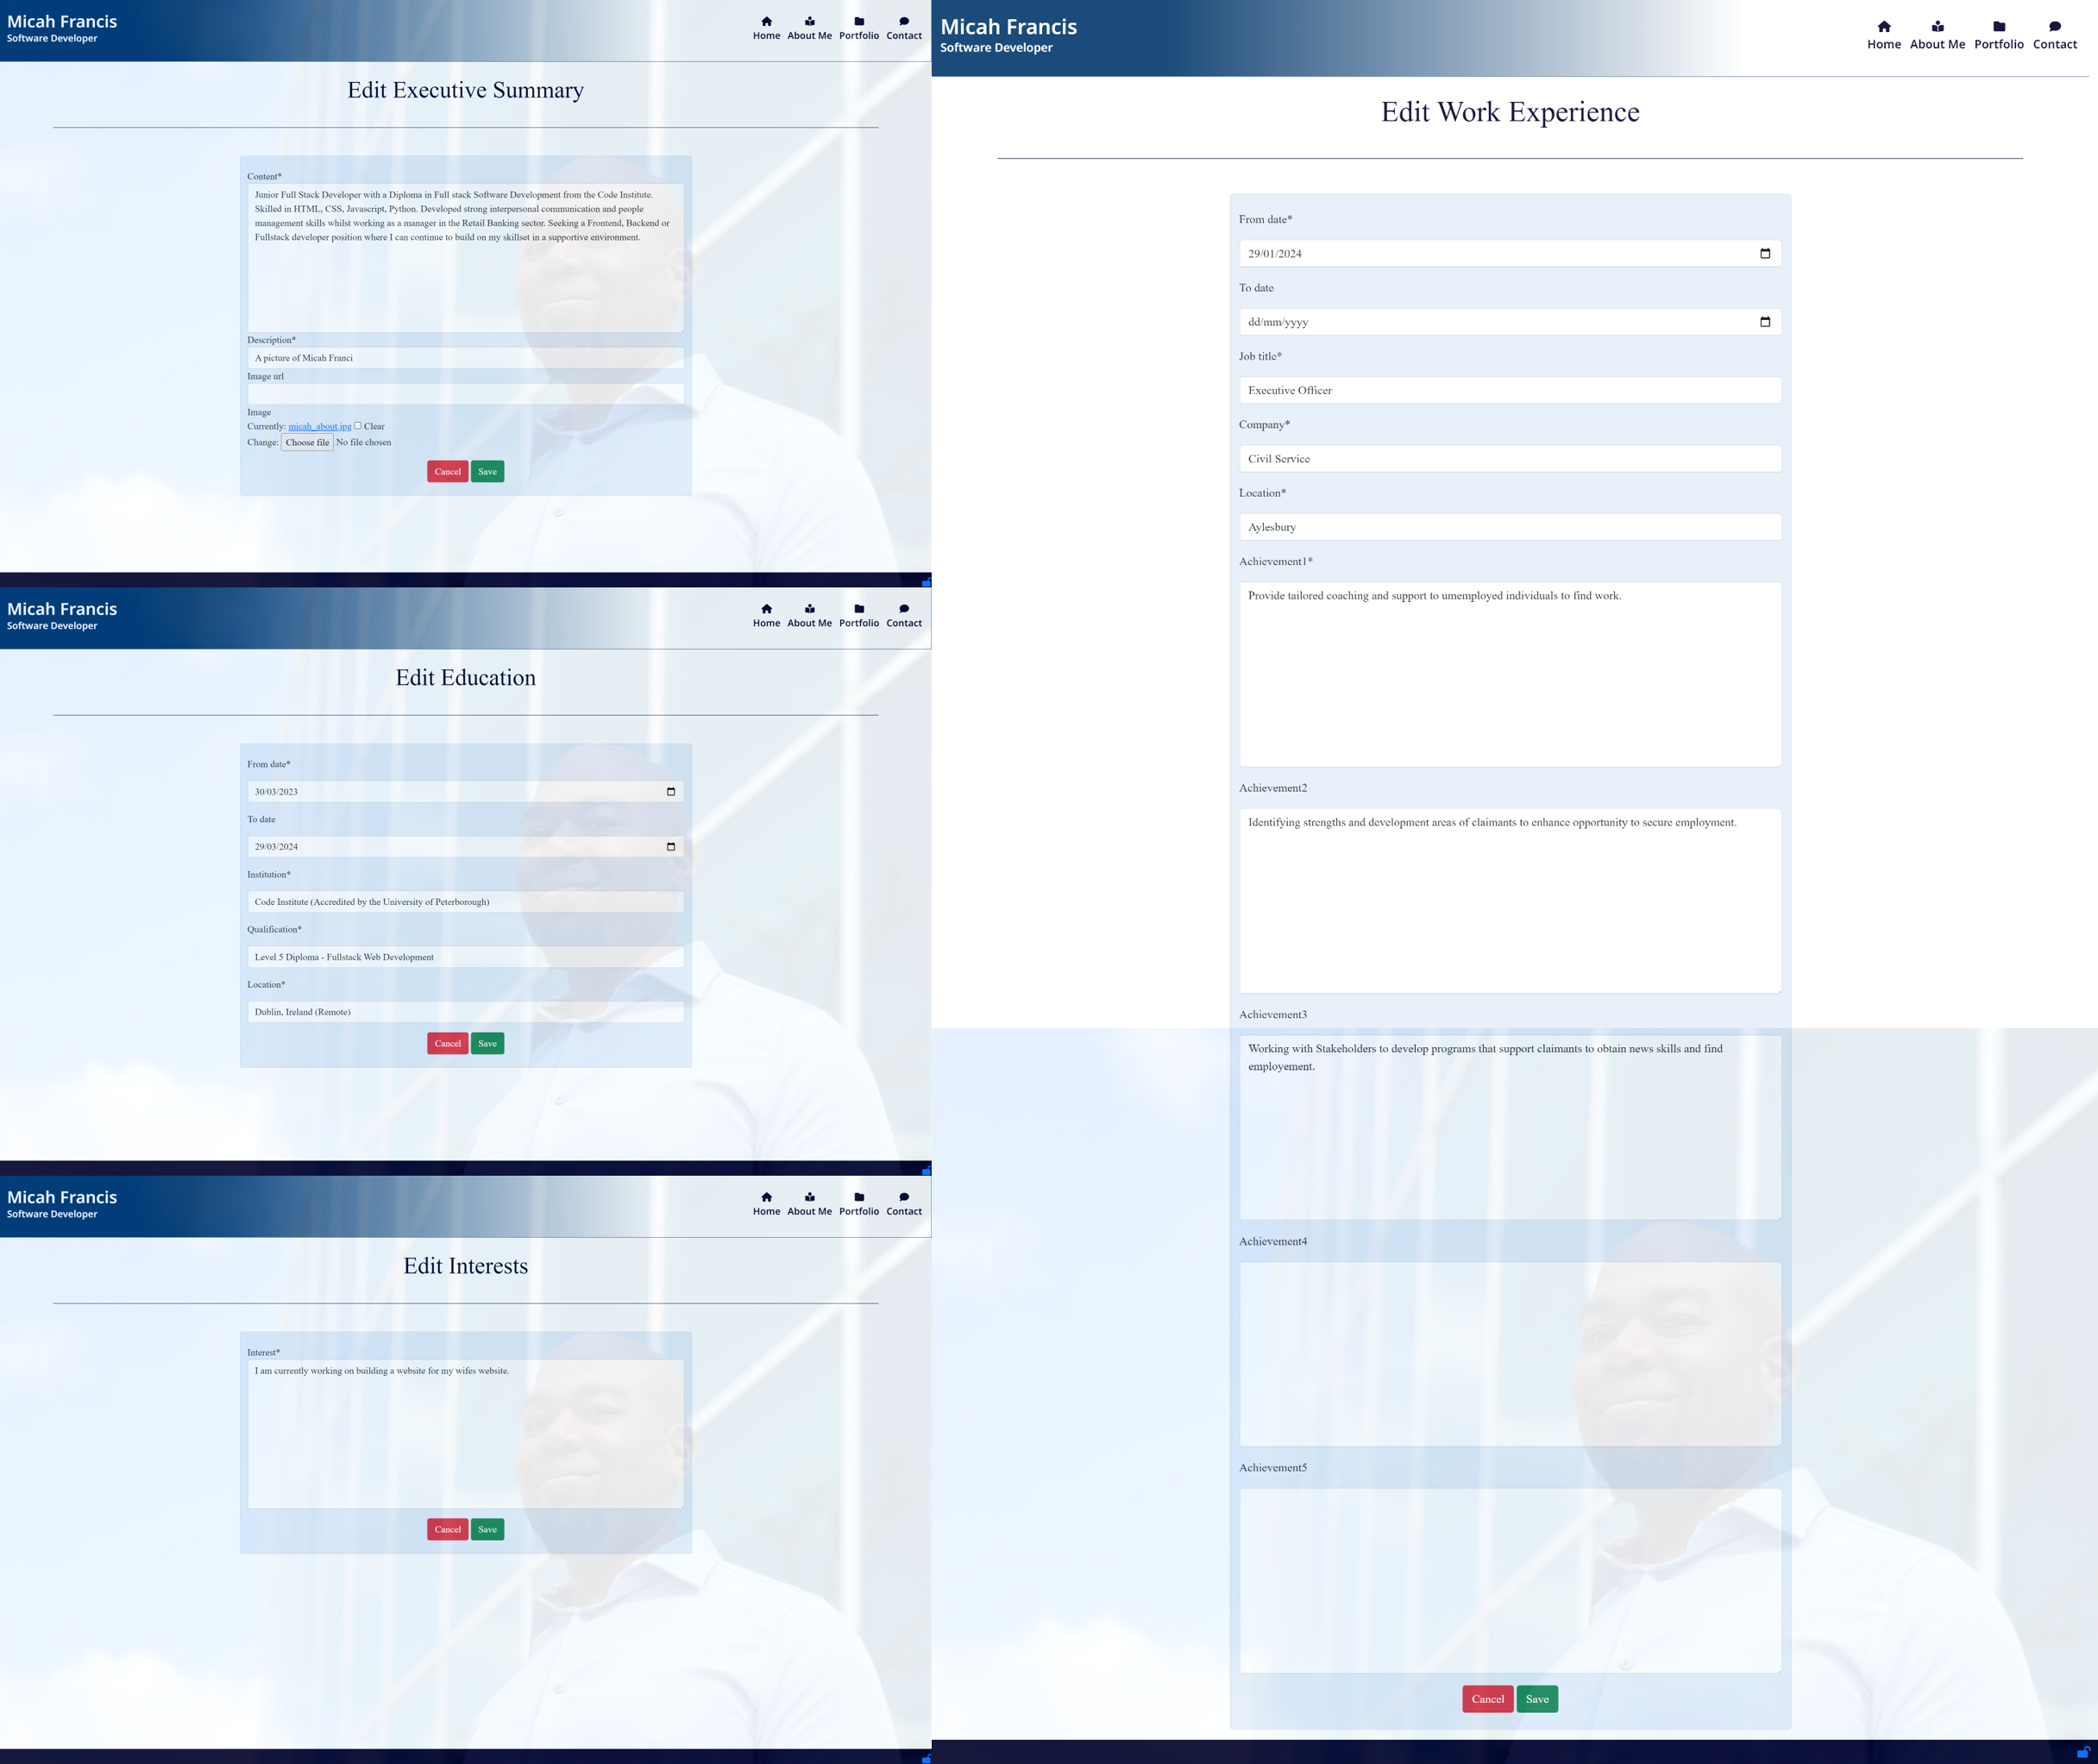 Micah Francis
Software Developer
Home About Me Portfolio Contact
Edit Executive Summary
Content*
Junior Full Stack Developer with a Diploma in Full stack Software Development from the Code Institute.
Skilled in HTML, CSS, Javascript, Python. Developed strong interpersonal communication and people
management skills whilst working as a manager in the Retail Banking sector. Seeking a Frontend, Backend or
Fullstack developer position where I can continue to build on my skillset in a supportive environment.
Description*
A picture of Micah Franci
Image url
Image
Currently: micah_about.jpg Clear
Change: Choose file No file chosen
Cancel Save
Micah Francis
Software Developer
Home About Me Portfolio Contact
Edit Education
From date*
30/03/2023
To date
29/03/2024
Institution*
Code Institute (Accredited by the University of Peterborough)
Qualification*
Level 5 Diploma - Fullstack Web Development
Location*
Dublin, Ireland (Remote)
Cancel Save
Micah Francis
Software Developer
Home About Me Portfolio Contact
Edit Interests
Interest*
I am currently working on building a website for my wifes website.
Cancel Save
Micah Francis
Software Developer
Home About Me Portfolio Contact
Edit Work Experience
From date*
29/01/2024
To date
dd/mm/yyyy
Job title*
Executive Officer
Company*
Civil Service
Location*
Aylesbury
Achievement1*
Provide tailored coaching and support to umemployed individuals to find work.
Achievement2
Identifying strengths and development areas of claimants to enhance opportunity to secure employment.
Achievement3
Working with Stakeholders to develop programs that support claimants to obtain news skills and find
employement.
Achievement4
Achievement5
Cancel Save